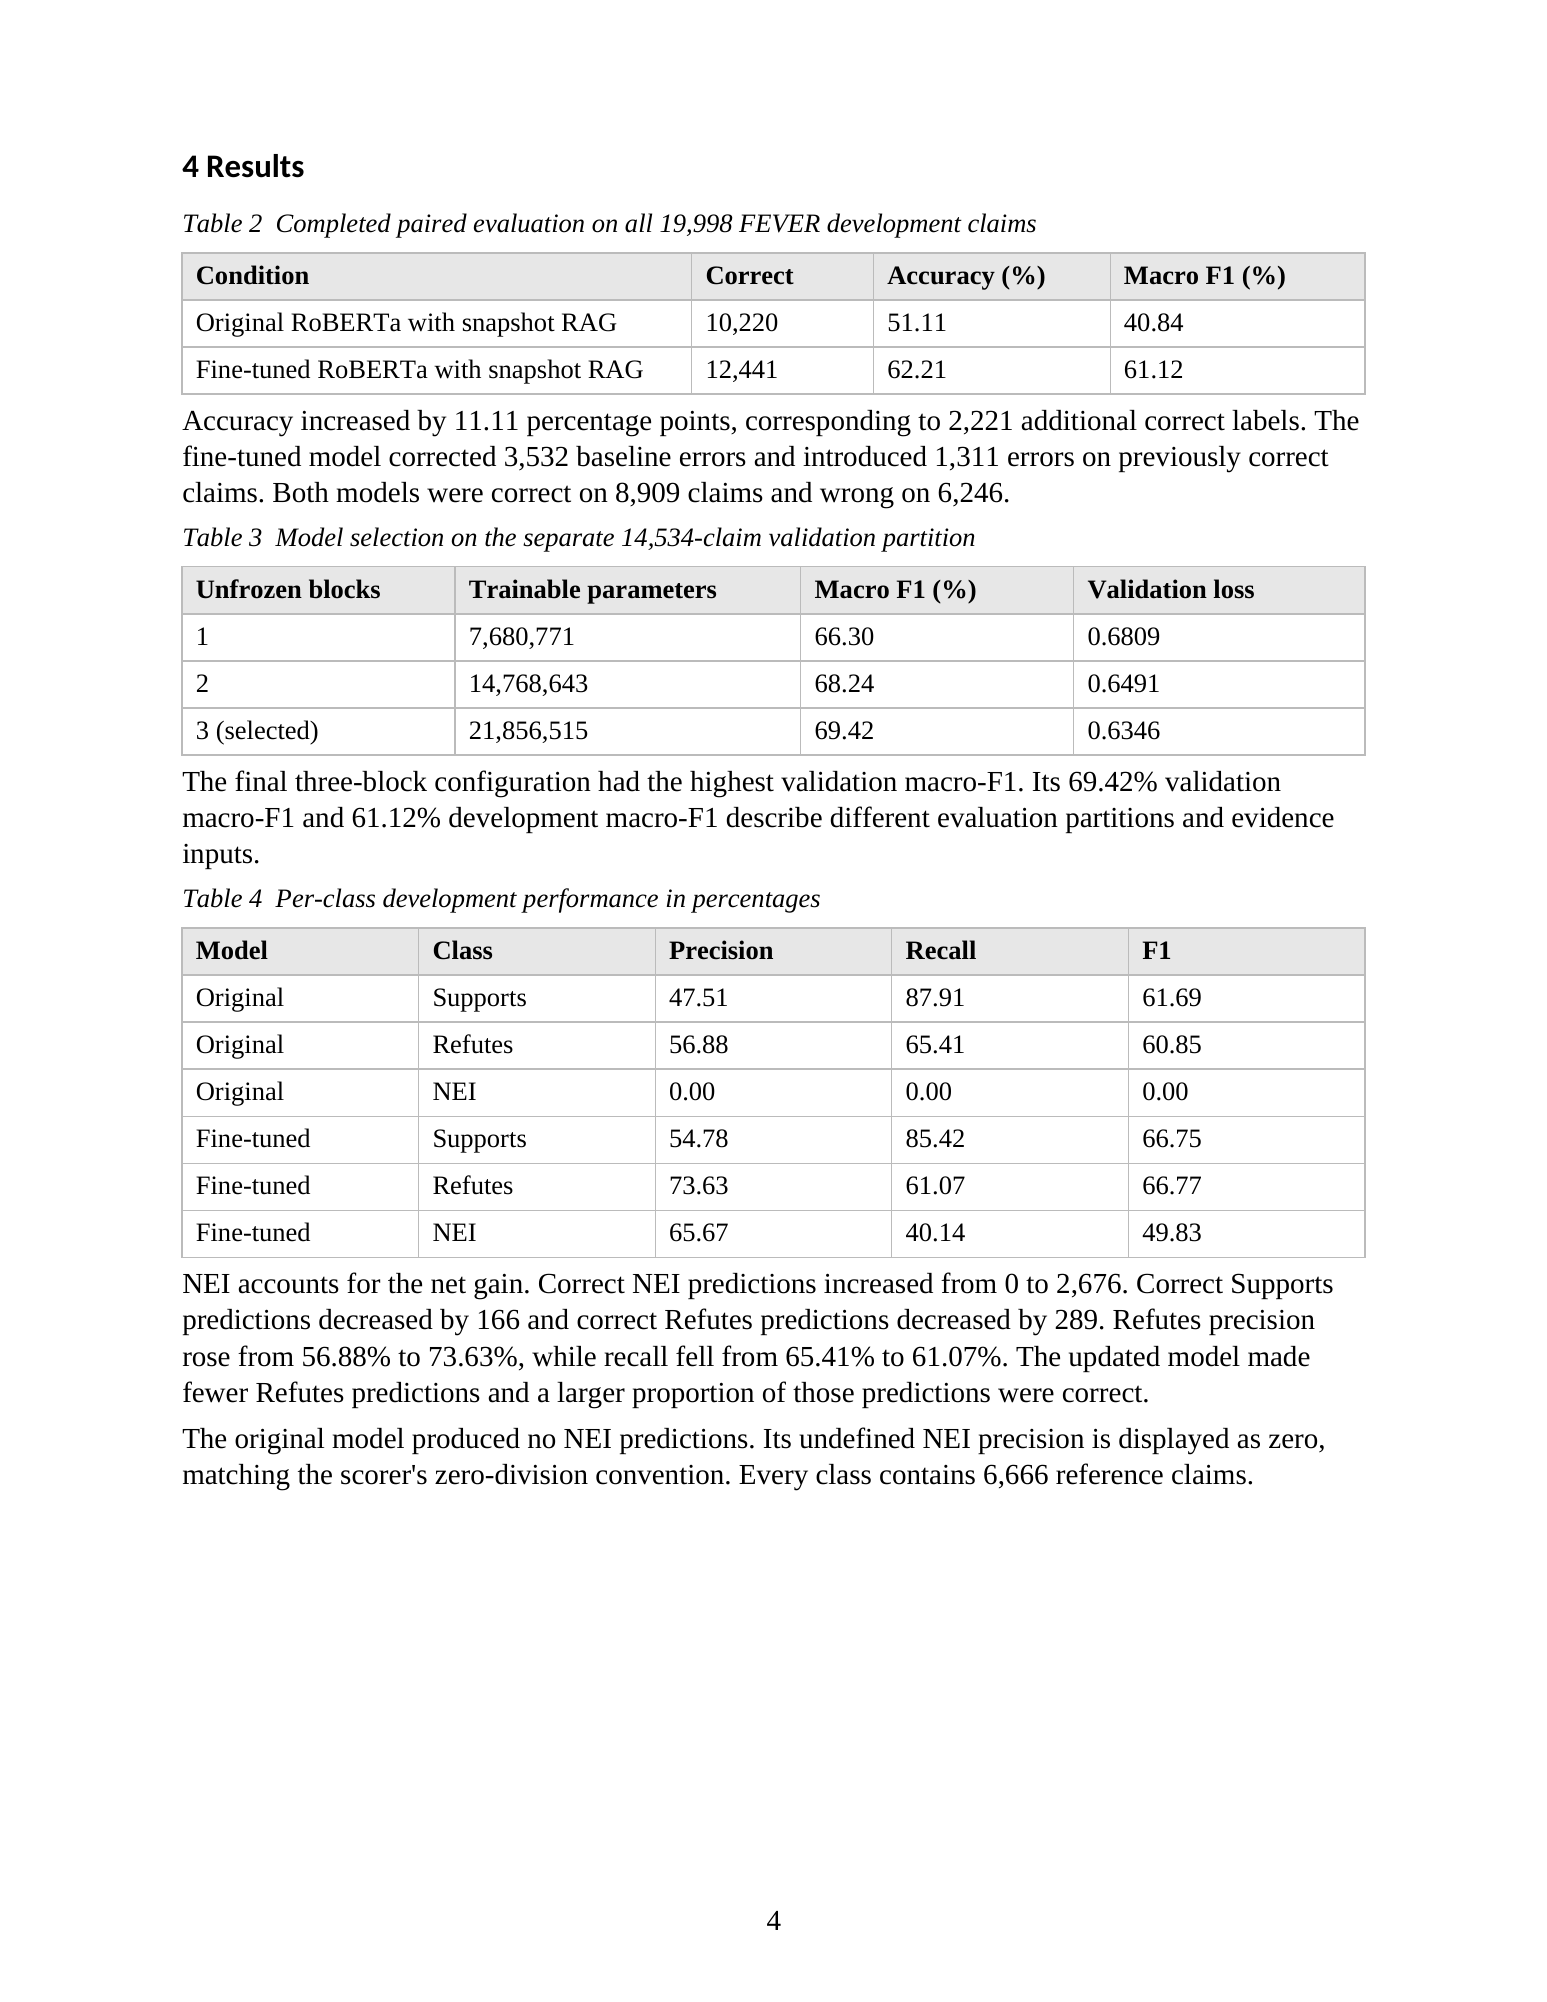 4 Results
Table 2 Completed paired evaluation on all 19,998 FEVER development claims
Condition Correct Accuracy (%) Macro F1 (%)
Original RoBERTa with snapshot RAG 10,220 51.11 40.84
Fine-tuned RoBERTa with snapshot RAG 12,441 62.21 61.12
Accuracy increased by 11.11 percentage points, corresponding to 2,221 additional correct labels. The
fine-tuned model corrected 3,532 baseline errors and introduced 1,311 errors on previously correct
claims. Both models were correct on 8,909 claims and wrong on 6,246.
Table 3 Model selection on the separate 14,534-claim validation partition
Unfrozen blocks Trainable parameters Macro F1 (%) Validation loss
1 7,680,771 66.30 0.6809
2 14,768,643 68.24 0.6491
3 (selected) 21,856,515 69.42 0.6346
The final three-block configuration had the highest validation macro-F1. Its 69.42% validation
macro-F1 and 61.12% development macro-F1 describe different evaluation partitions and evidence
inputs.
Table 4 Per-class development performance in percentages
Model Class Precision Recall F1
Original Supports 47.51 87.91 61.69
Original Refutes 56.88 65.41 60.85
Original NEI 0.00 0.00 0.00
Fine-tuned Supports 54.78 85.42 66.75
Fine-tuned Refutes 73.63 61.07 66.77
Fine-tuned NEI 65.67 40.14 49.83
NEI accounts for the net gain. Correct NEI predictions increased from 0 to 2,676. Correct Supports
predictions decreased by 166 and correct Refutes predictions decreased by 289. Refutes precision
rose from 56.88% to 73.63%, while recall fell from 65.41% to 61.07%. The updated model made
fewer Refutes predictions and a larger proportion of those predictions were correct.
The original model produced no NEI predictions. Its undefined NEI precision is displayed as zero,
matching the scorer's zero-division convention. Every class contains 6,666 reference claims.
4